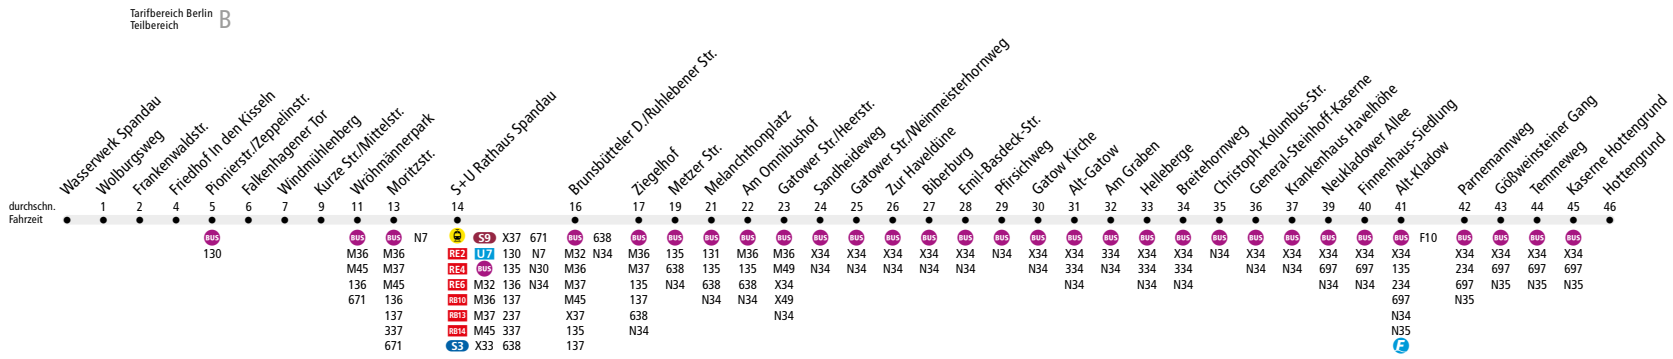 Tarifbereich Berlin B
Teilbereich
Wasserwerk Spandau
Wolburgsweg
Frankenwaldstr.
Friedhof In den Kisseln
Pionierstr./Zeppelinstr.
Falkenhagener Tor
Windmühlenberg
Kurze Str./Mittelstr.
Wröhmännerpark
Moritzstr.
S+U Rathaus Spandau
Brunsbütteler D./Ruhlebener Str.
Ziegelhof
Metzer Str.
Melanchthonplatz
Am Omnibushof
Gatower Str./Heerstr.
Sandheideweg
Gatower Str./Weinmeisterhornweg
Zur Haveldüne
Biberburg
Emil-Basdeck-Str.
Pfirsichweg
Gatow Kirche
Alt-Gatow
Am Graben
Helleberge
Breitehornweg
Christoph-Kolumbus-Str.
General-Steinhoff-Kaserne
Krankenhaus Havelhöhe
Neukladower Allee
Finnenhaus-Siedlung
Alt-Kladow
Parnemannweg
Gößweinsteiner Gang
Temmeweg
Kaserne Hottengrund
Hottengrund
durchschn. 1 2 4 5 6 7 9 11 13 14 16 17 19 21 22 23 24 25 26 27 28 29 30 31 32 33 34 35 36 37 39 40 41 42 43 44 45 46
Fahrzeit
BUS BUS BUS N7 S9 X37 671 BUS 638 BUS BUS BUS BUS BUS BUS BUS BUS BUS BUS BUS BUS BUS BUS BUS BUS BUS BUS BUS BUS BUS BUS F10 BUS BUS BUS BUS
130 M36 M36 RE2 U7 130 N7 M32 N34 M36 135 131 M36 M36 X34 X34 X34 X34 X34 N34 X34 X34 X34 X34 X34 N34 X34 X34 X34 X34 X34 X34 X34 X34 X34
M45 M37 RE4 BUS 135 N30 M36 M37 638 135 135 M49 N34 N34 N34 N34 N34 N34 334 334 334 334 N34 N34 697 697 135 234 697 697 697
136 M45 RE6 M32 136 N34 M37 135 N34 638 638 X34 N34 N34 N34 N34 N34 234 697 N35 N35 N35
671 136 RB10 M36 137 M45 137 N34 N34 X49 697 N35
137 RB13 M37 237 X37 638 N34 N34
337 RB14 M45 337 135 N34 N35
671 S3 X33 638 137 F